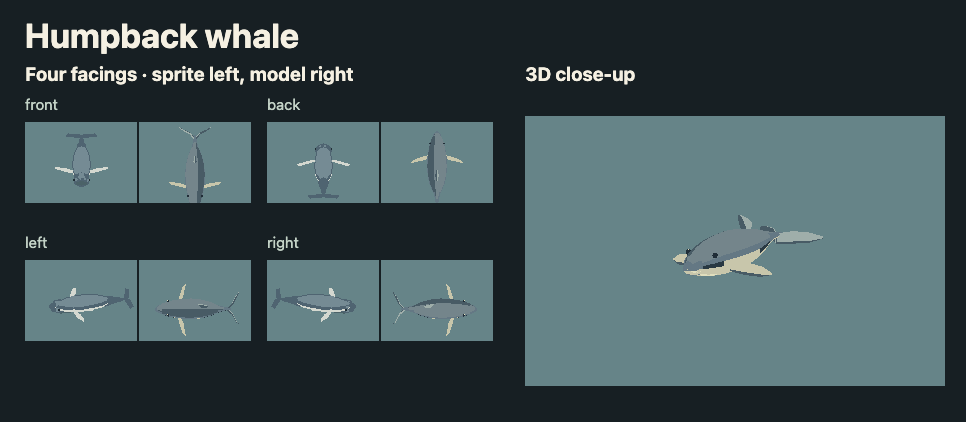 Humpback whale
Four facings · sprite left, model right
3D close-up
front
back
left
right